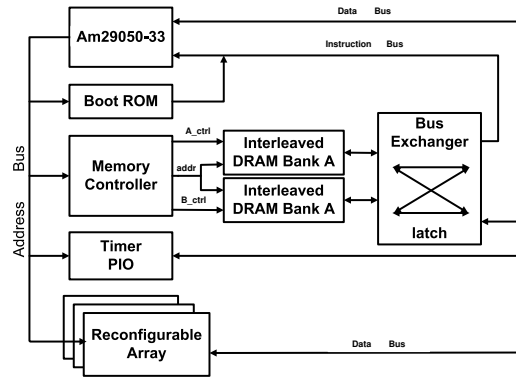 Data Bus
Am29050-33
Instruction Bus
Boot ROM
A_ctrl
Bus
Exchanger
Interleaved
DRAM Bank A
Memory
Controller
addr
Interleaved
DRAM Bank A
B_ctrl
latch
Address Bus
Timer
PIO
Reconfigurable
Array
Data Bus